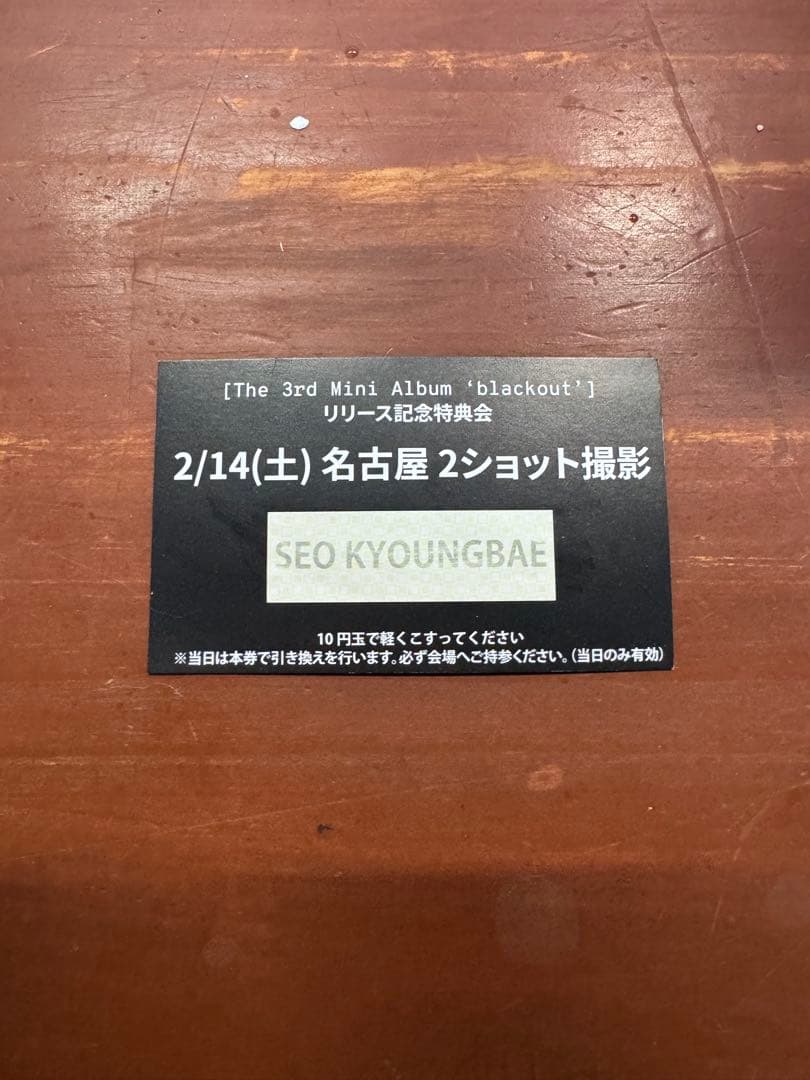 [The 3rd Mini Album ‘blackout’]
リリース記念特典会
2/14(土) 名古屋 2ショット撮影
SEO KYOUNGBAE
10円玉で軽くこすってください
※当日は本券で引き換えを行います。必ず会場へご持参ください。(当日のみ有効)